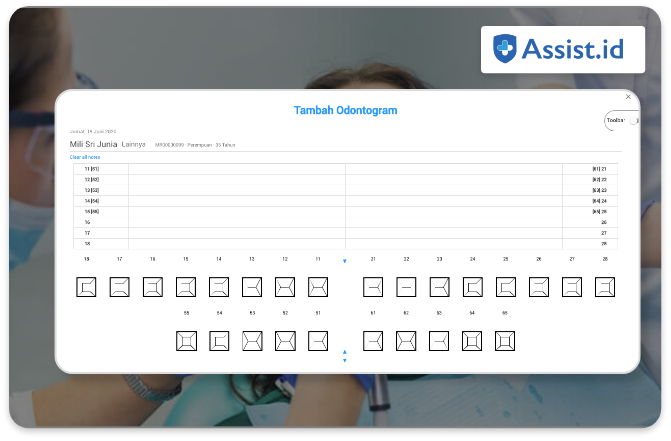 Assist.id
Tambah Odontogram
Toolbar
Jumat, 19 Juni 2020
Mili Sri Junia Lainnya MR00000009 - Perempuan - 35 Tahun
Clear all notes
11 [51] [61] 21
12 [52] [62] 22
13 [53] [63] 23
14 [54] [64] 24
15 [55] [65] 25
16 26
17 27
18 28
18 17 16 15 14 13 12 11 21 22 23 24 25 26 27 28
55 54 53 52 51 61 62 63 64 65